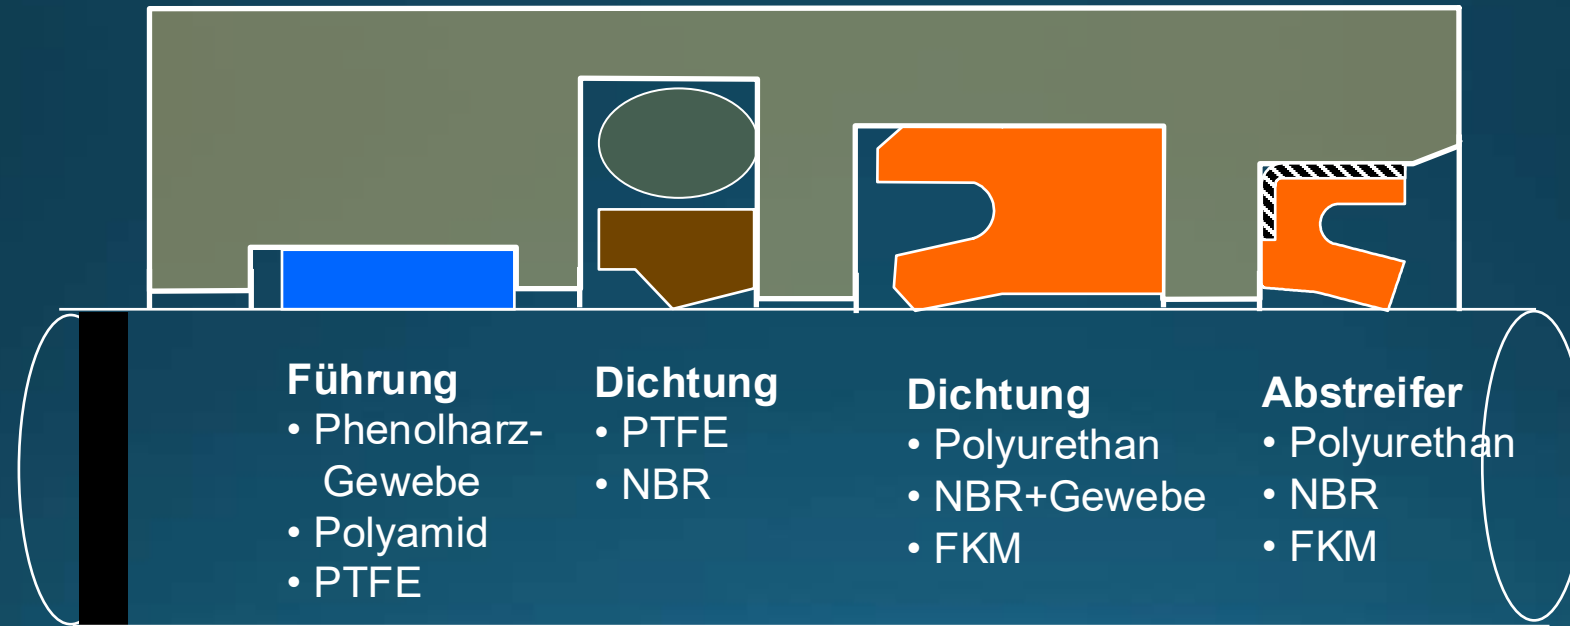 Führung
• Phenolharz-
Gewebe
• Polyamid
• PTFE
Dichtung
• PTFE
• NBR
Dichtung
• Polyurethan
• NBR+Gewebe
• FKM
Abstreifer
• Polyurethan
• NBR
• FKM